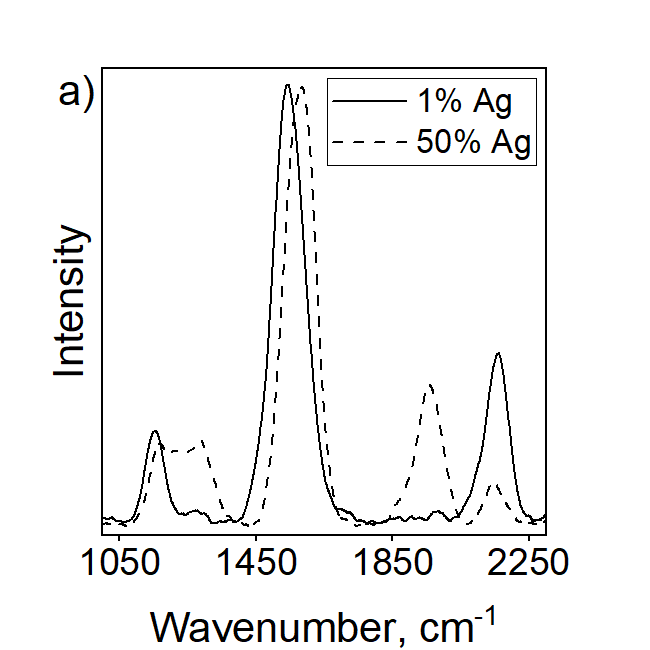 a)
1% Ag
50% Ag
Intensity
1050 1450 1850 2250
Wavenumber, cm⁻¹